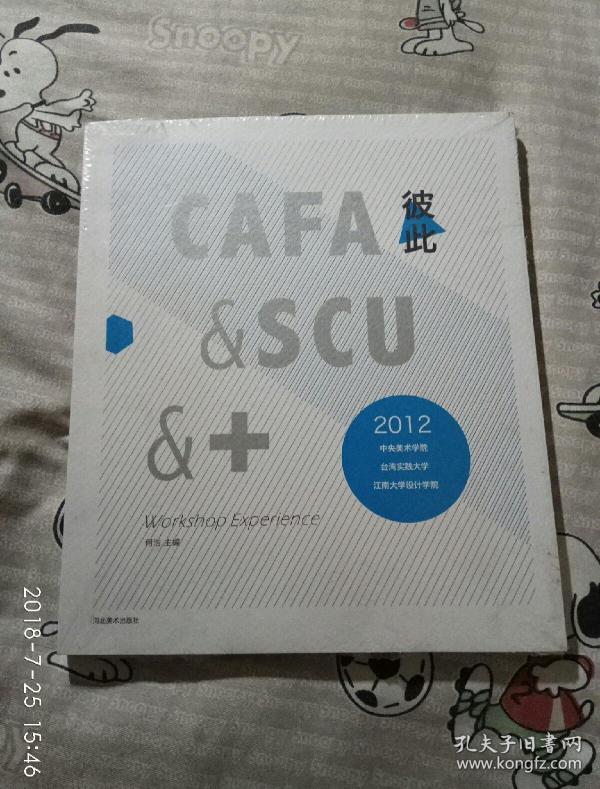 Snoopy
CAFA
彼此
&SCU
&+
2012
中央美术学院
台湾实践大学
江南大学设计学院
Workshop Experience
何浩 主编
河北美术出版社
2018-7-25 15:46
孔夫子旧书网
www.kongfz.com